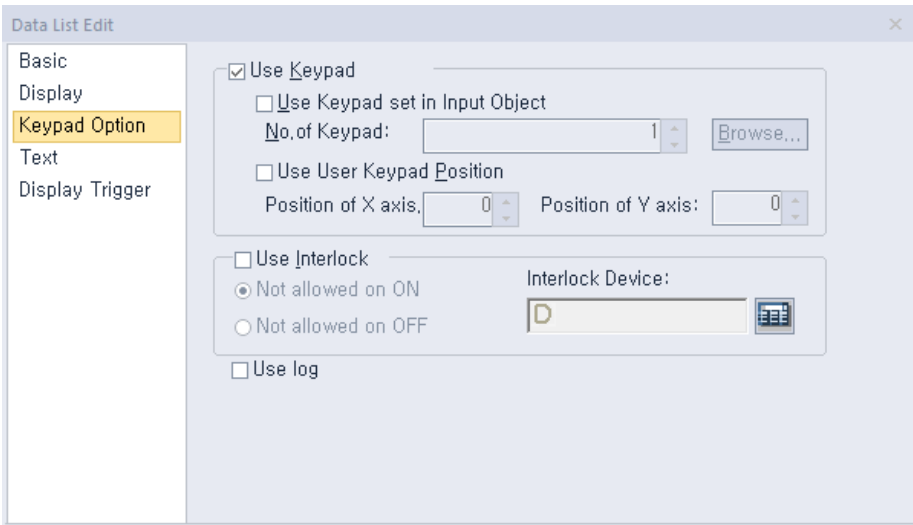 Data List Edit
Basic
Display
Keypad Option
Text
Display Trigger
Use Keypad
Use Keypad set in Input Object
No.of Keypad: 1 Browse...
Use User Keypad Position
Position of X axis. 0 Position of Y axis: 0
Use Interlock
Not allowed on ON
Not allowed on OFF
Interlock Device:
D
Use log